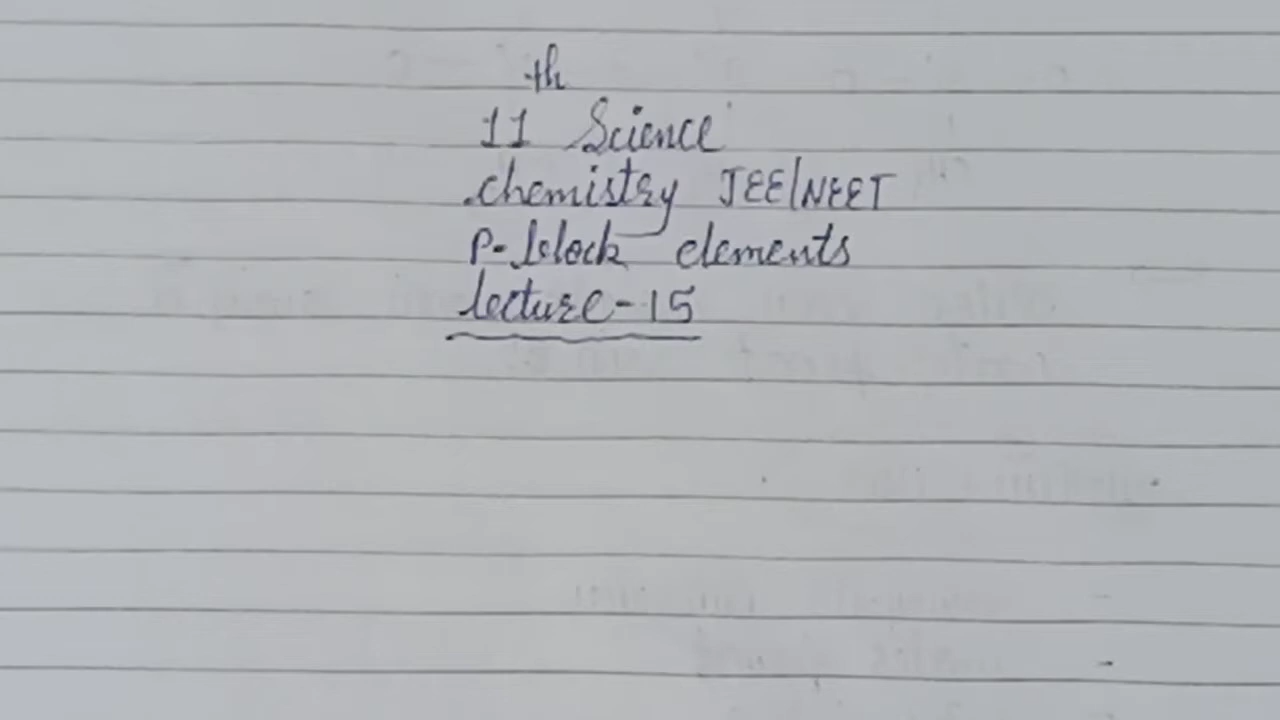 th
11 Science
chemistry JEE/NEET
P-block elements
lecture-15